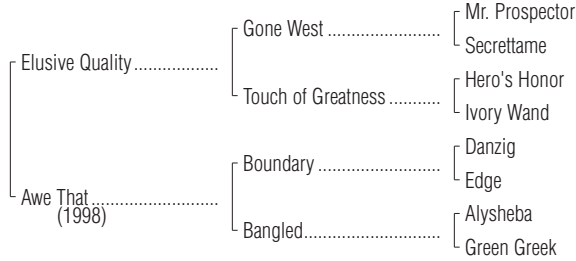 Mr. Prospector
Gone West
Secrettame
Elusive Quality
Hero's Honor
Touch of Greatness
Ivory Wand
Danzig
Boundary
Edge
Awe That
(1998)
Alysheba
Bangled
Green Greek